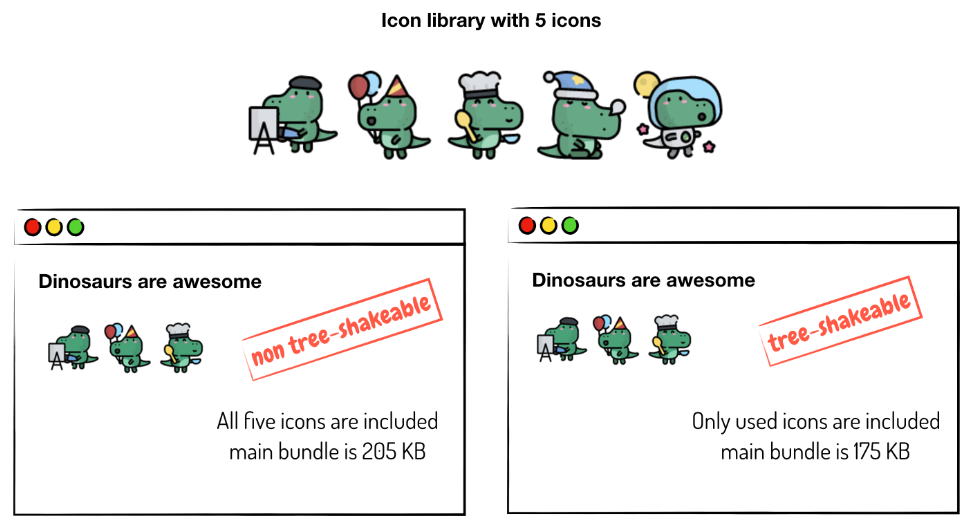 Icon library with 5 icons
Dinosaurs are awesome
non tree-shakeable
All five icons are included
main bundle is 205 KB
Dinosaurs are awesome
tree-shakeable
Only used icons are included
main bundle is 175 KB